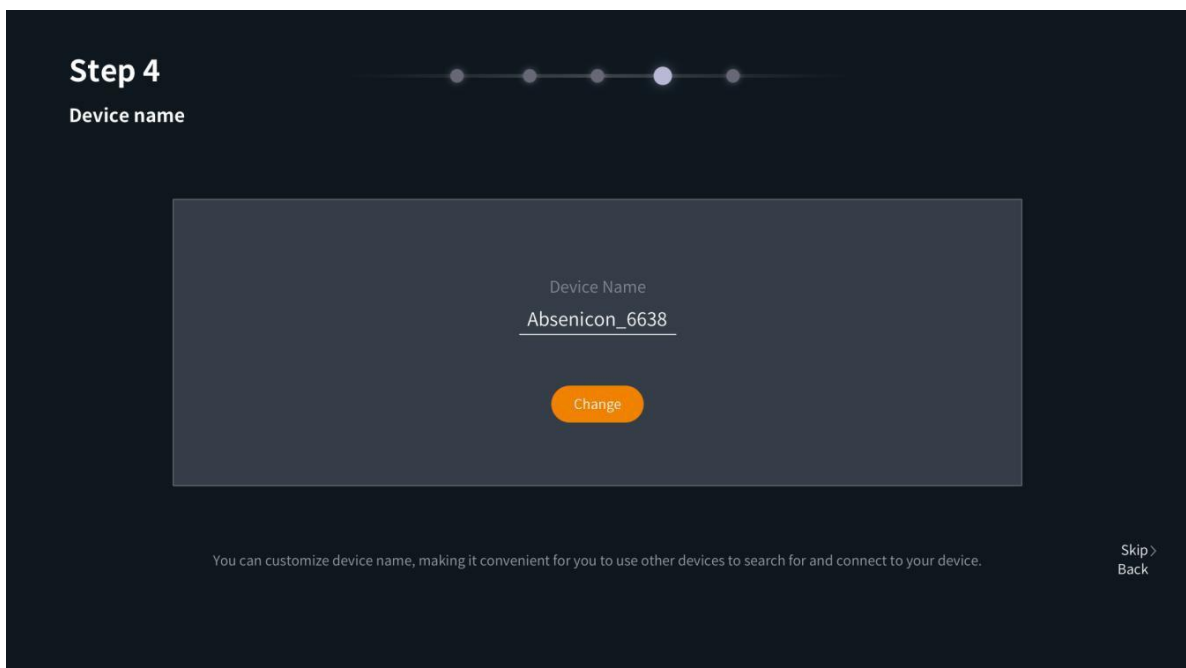 Step 4
Device name
Device Name
Absenicon_6638
Change
You can customize device name, making it convenient for you to use other devices to search for and connect to your device.
Skip>
Back